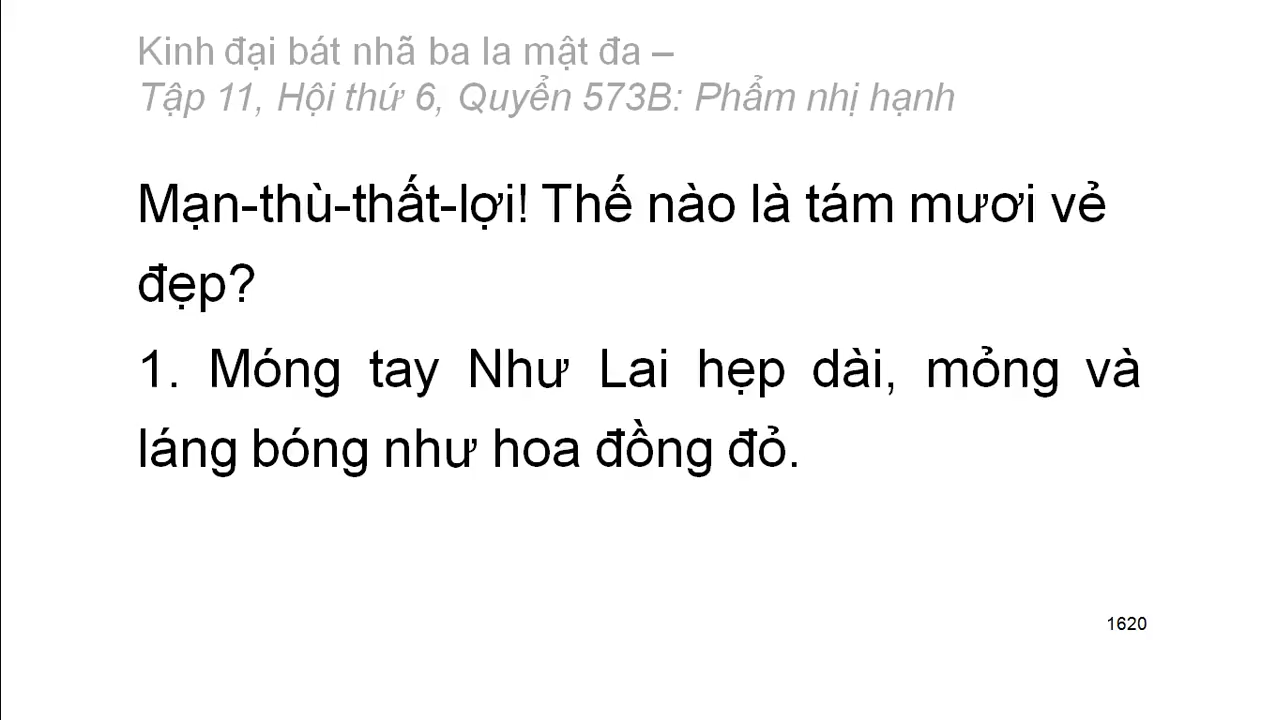 Kinh đại bát nhã ba la mật đa –
Tập 11, Hội thứ 6, Quyển 573B: Phẩm nhị hạnh
Mạn-thù-thất-lợi! Thế nào là tám mươi vẻ
đẹp?
1. Móng tay Như Lai hẹp dài, mỏng và
láng bóng như hoa đồng đỏ.
1620